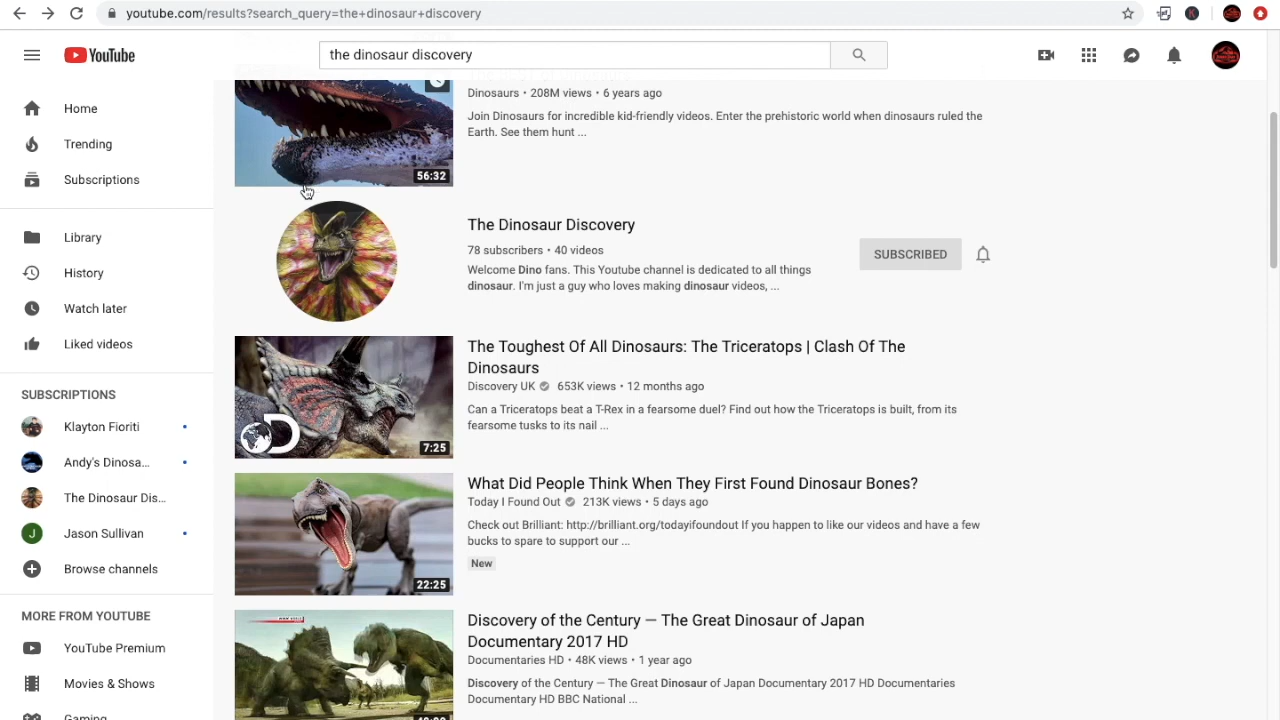 youtube.com/results?search_query=the+dinosaur+discovery
YouTube
the dinosaur discovery
Home
Trending
Subscriptions
Library
History
Watch later
Liked videos
SUBSCRIPTIONS
Klayton Fioriti
Andy's Dinosa...
The Dinosaur Dis...
J Jason Sullivan
Browse channels
MORE FROM YOUTUBE
YouTube Premium
Movies & Shows
Gaming
Dinosaurs • 208M views • 6 years ago
Join Dinosaurs for incredible kid-friendly videos. Enter the prehistoric world when dinosaurs ruled the
Earth. See them hunt ...
56:32
The Dinosaur Discovery
78 subscribers • 40 videos
Welcome Dino fans. This Youtube channel is dedicated to all things
dinosaur. I'm just a guy who loves making dinosaur videos, ...
SUBSCRIBED
The Toughest Of All Dinosaurs: The Triceratops | Clash Of The
Dinosaurs
Discovery UK 653K views • 12 months ago
Can a Triceratops beat a T-Rex in a fearsome duel? Find out how the Triceratops is built, from its
fearsome tusks to its nail ...
D
7:25
What Did People Think When They First Found Dinosaur Bones?
Today I Found Out 213K views • 5 days ago
Check out Brilliant: http://brilliant.org/todayifoundout If you happen to like our videos and have a few
bucks to spare to support our ...
New
22:25
Discovery of the Century — The Great Dinosaur of Japan
Documentary 2017 HD
Documentaries HD • 48K views • 1 year ago
Discovery of the Century — The Great Dinosaur of Japan Documentary 2017 HD Documentaries
Documentary HD BBC National ...